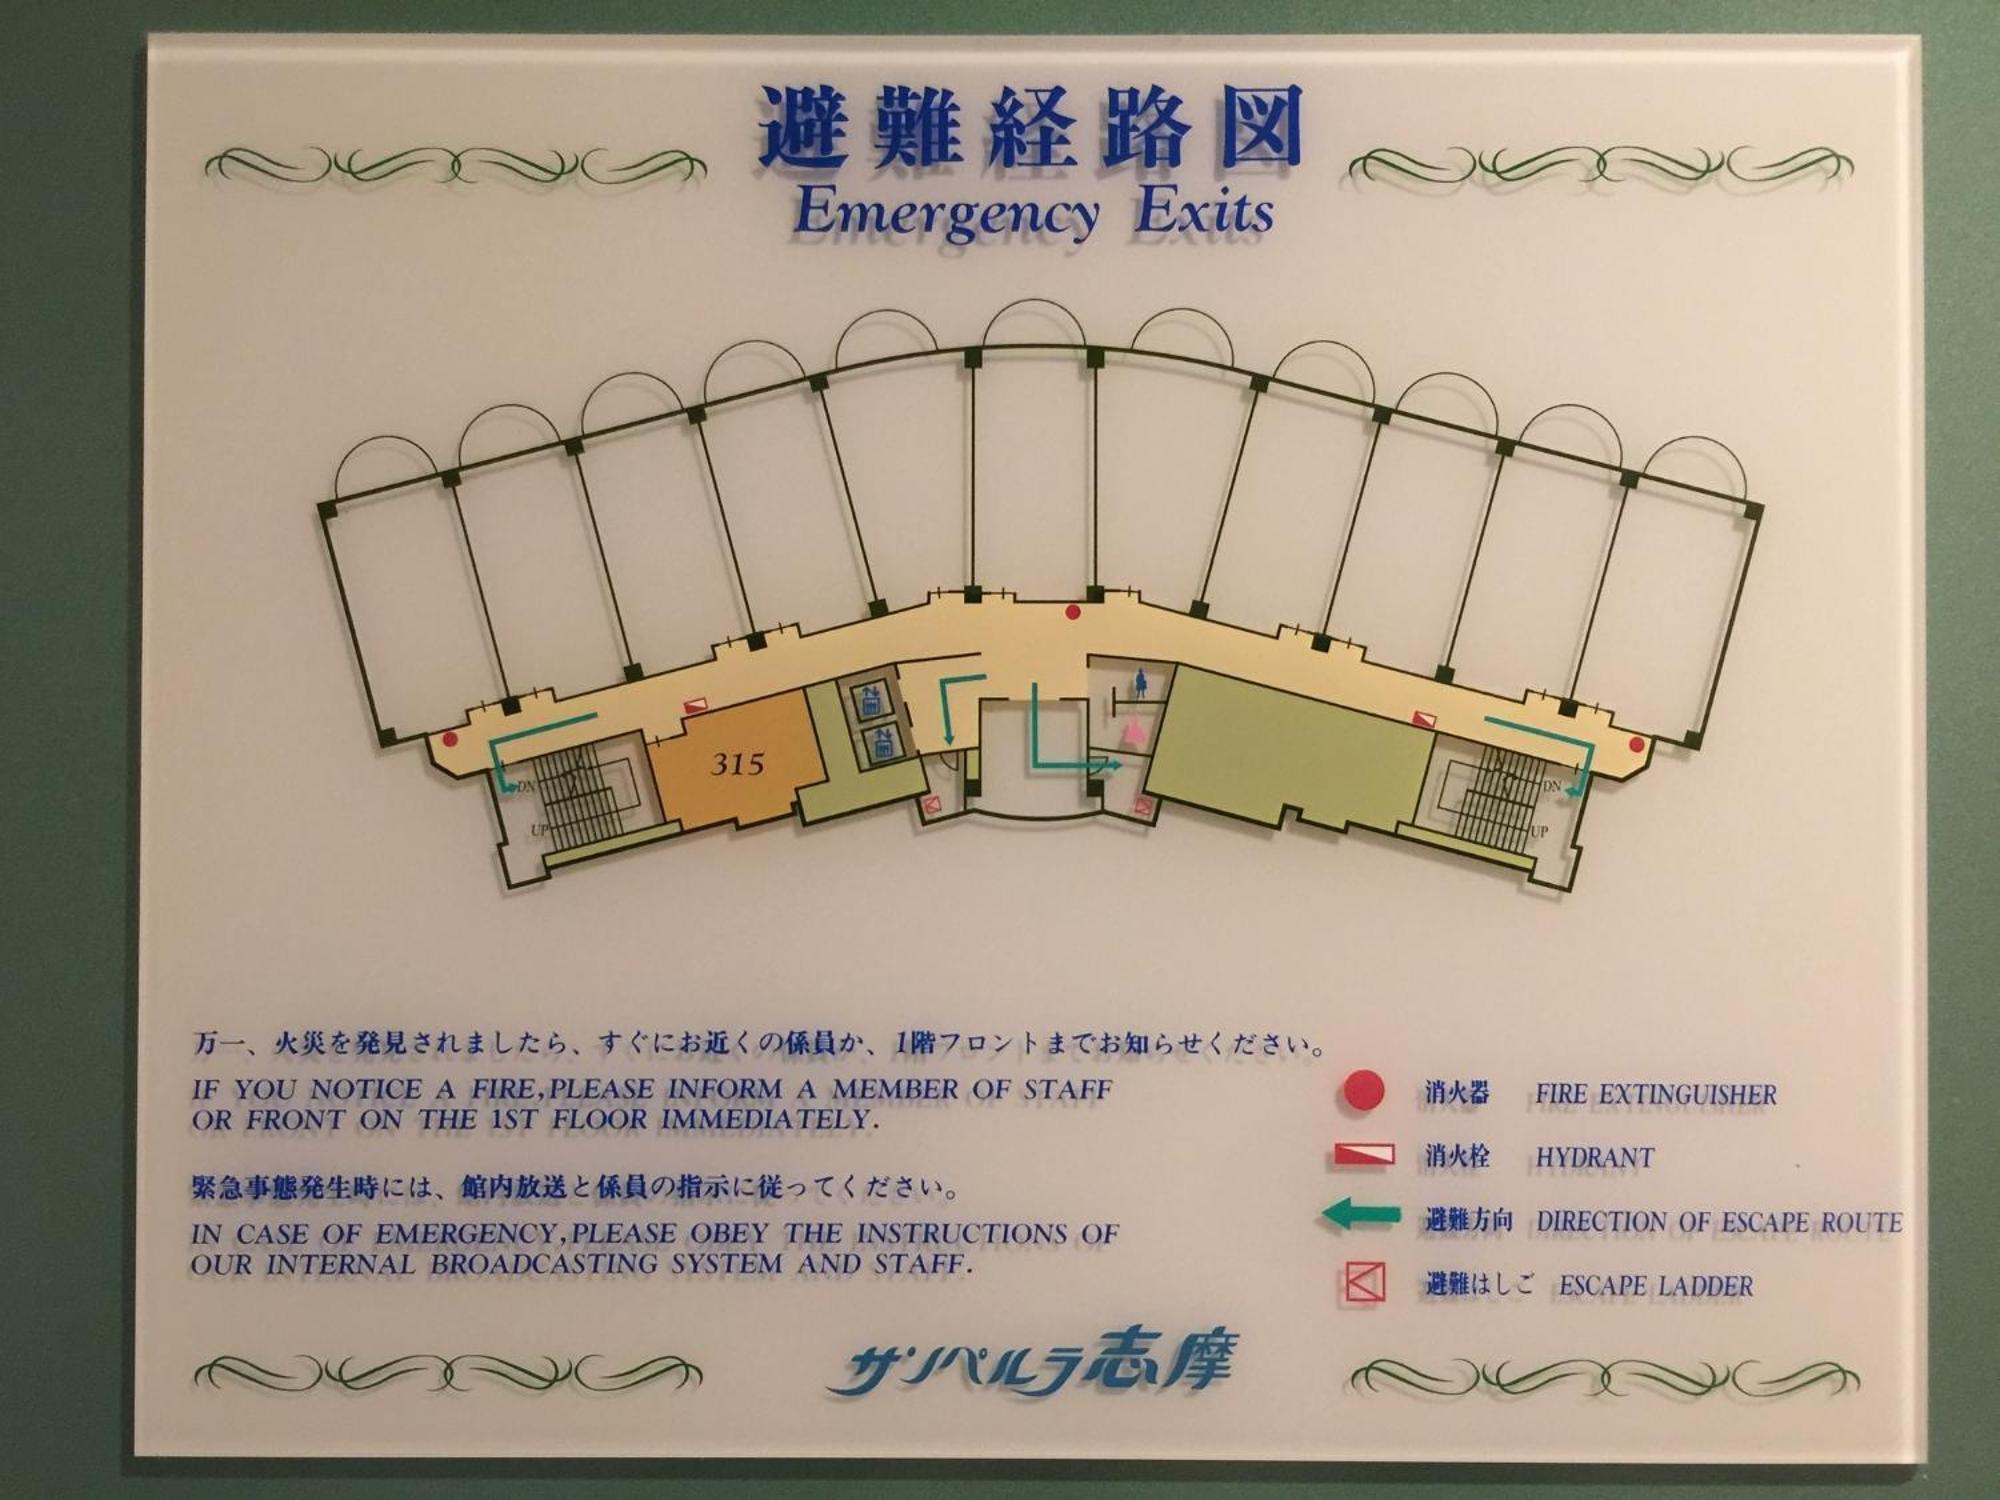 避難経路図
Emergency Exits
315
DN
UP
DN
UP
万一、火災を発見されましたら、すぐにお近くの係員か、1階フロントまでお知らせください。
IF YOU NOTICE A FIRE,PLEASE INFORM A MEMBER OF STAFF
OR FRONT ON THE 1ST FLOOR IMMEDIATELY.
緊急事態発生時には、館内放送と係員の指示に従ってください。
IN CASE OF EMERGENCY,PLEASE OBEY THE INSTRUCTIONS OF
OUR INTERNAL BROADCASTING SYSTEM AND STAFF.
消火器 FIRE EXTINGUISHER
消火栓 HYDRANT
避難方向 DIRECTION OF ESCAPE ROUTE
避難はしご ESCAPE LADDER
サンペルラ志摩